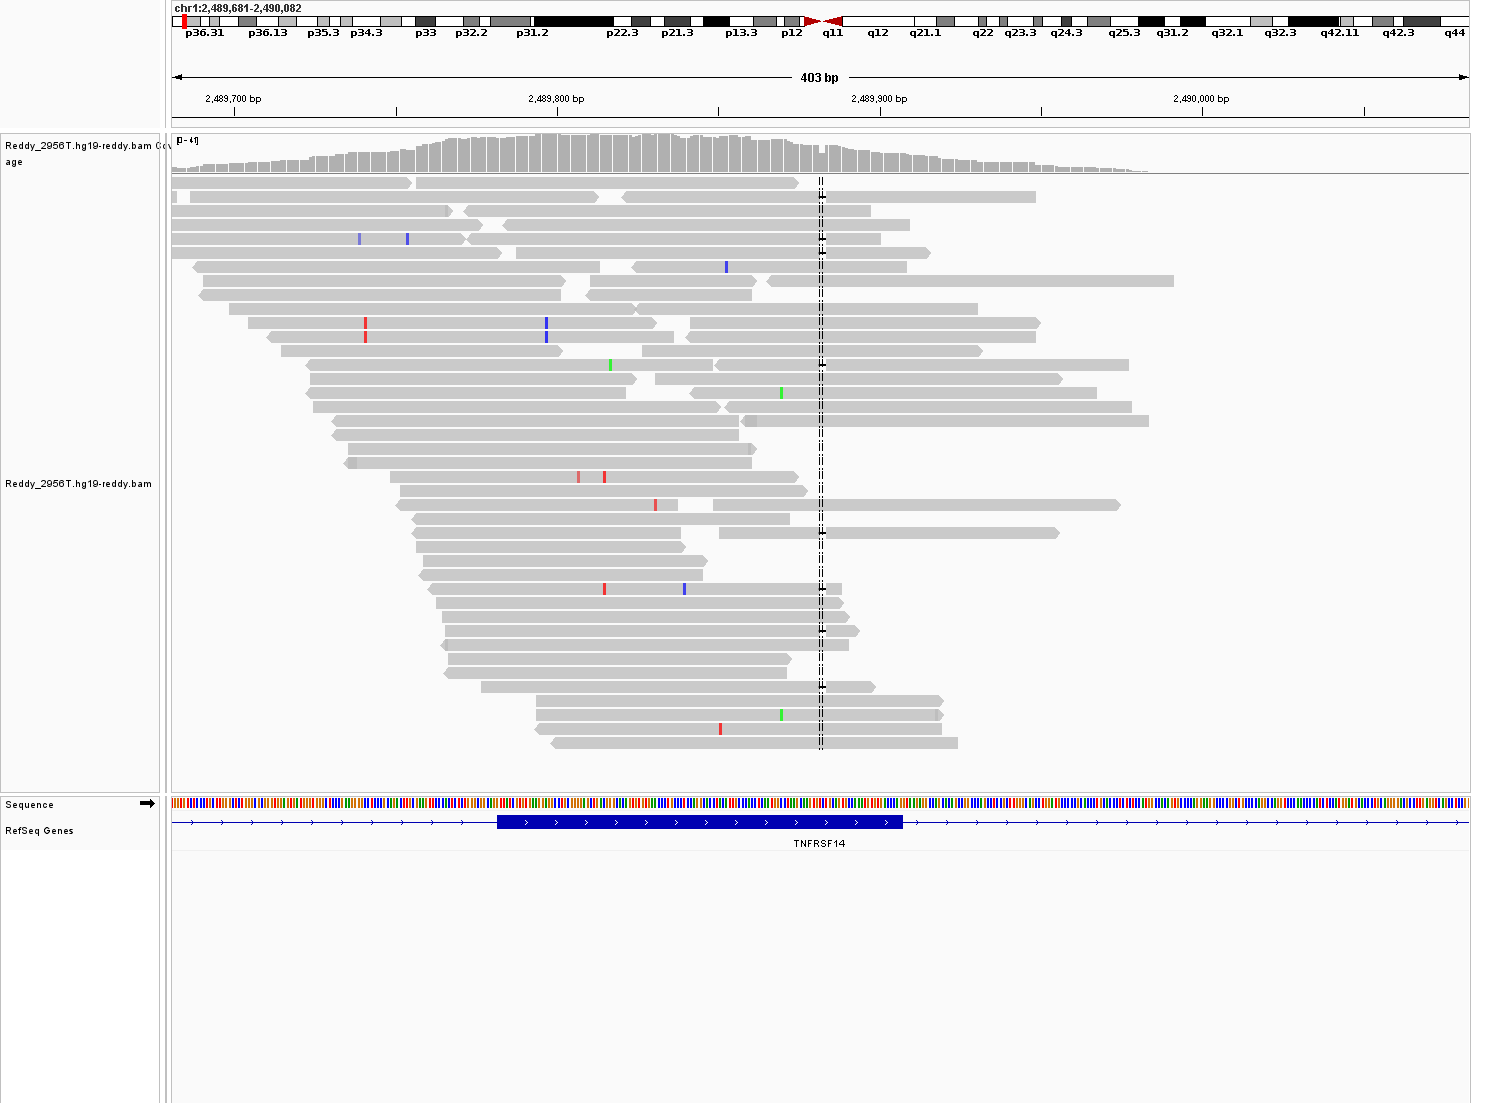 chr1:2,489,681-2,490,082
p36.31 p36.13 p35.3 p34.3 p33 p32.2 p31.2 p22.3 p21.3 p13.3 p12 q11 q12 q21.1 q22 q23.3 q24.3 q25.3 q31.2 q32.1 q32.3 q42.11 q42.3 q44
403 bp
2,489,700 bp 2,489,800 bp 2,489,900 bp 2,490,000 bp
[0 - 41]
Reddy_2956T.hg19-reddy.bam Cov
age
Reddy_2956T.hg19-reddy.bam
Sequence
RefSeq Genes
TNFRSF14